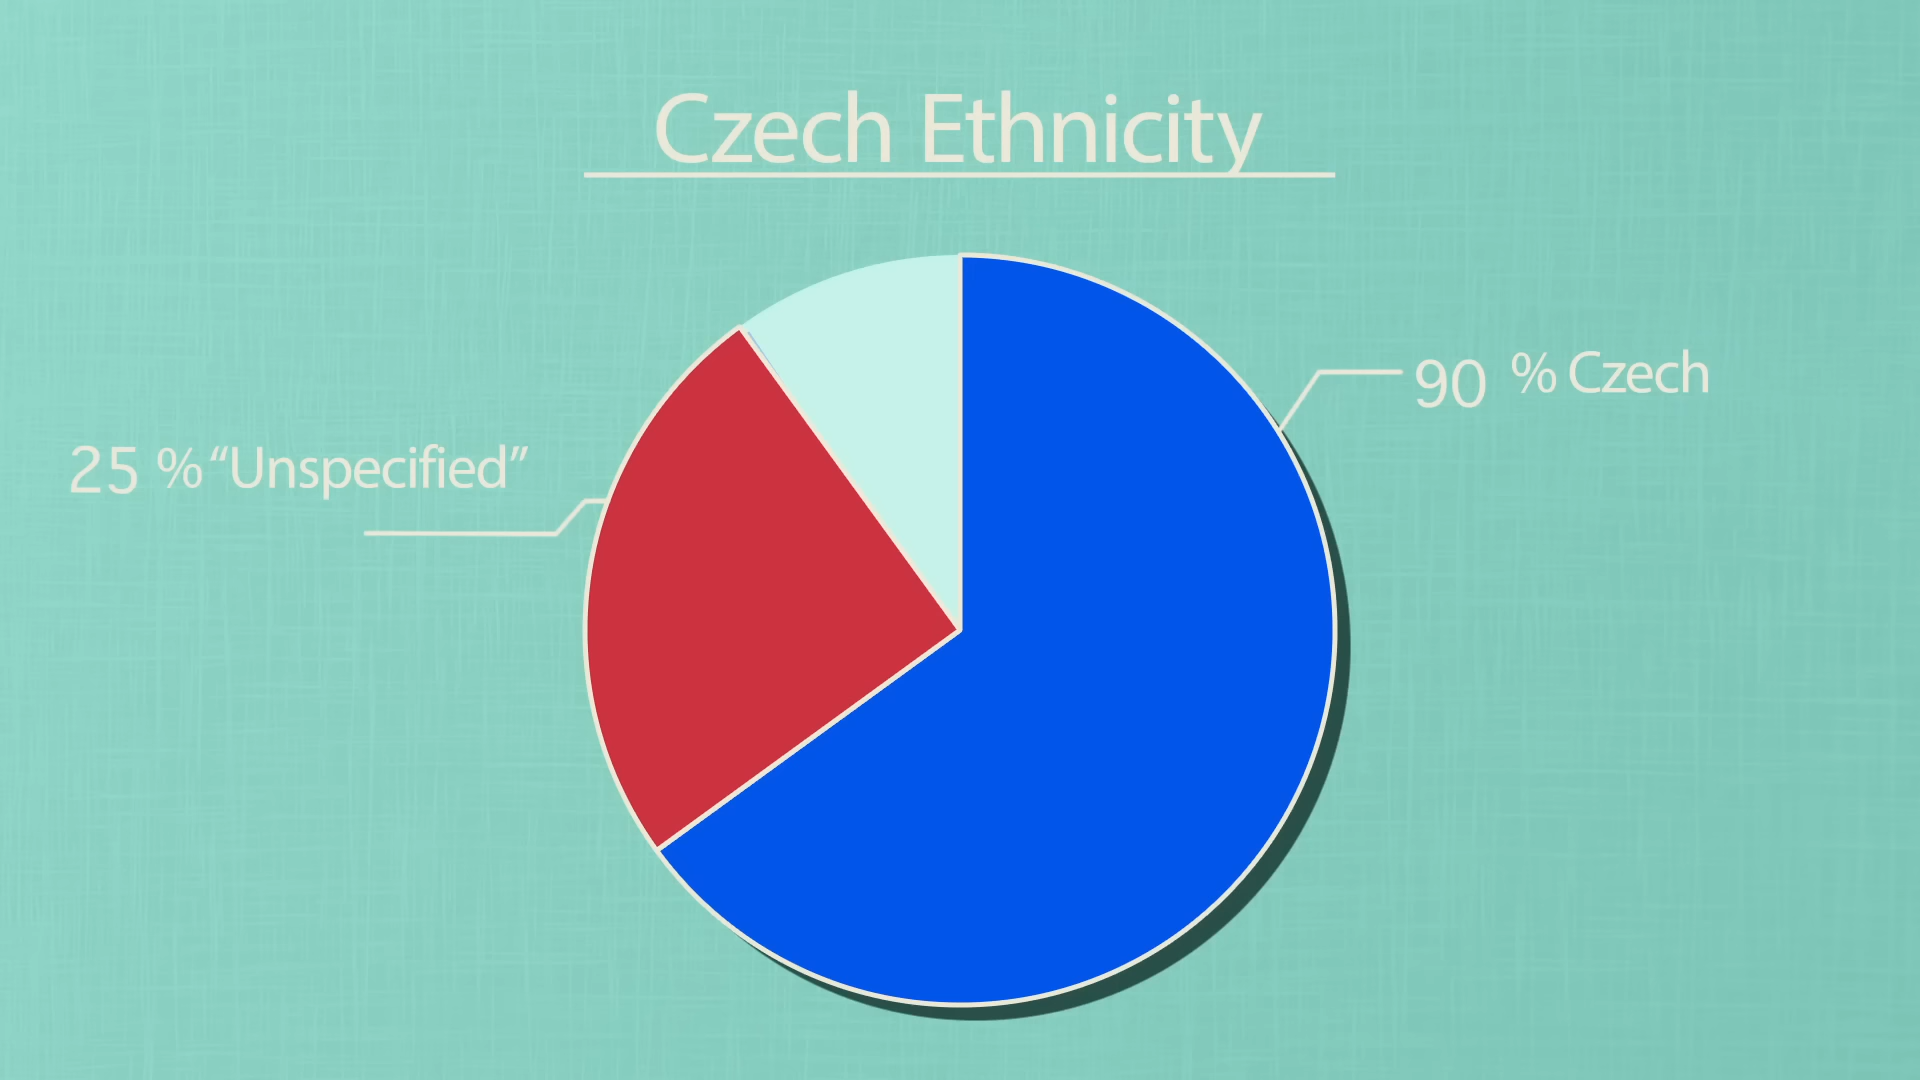 Czech Ethnicity
90 % Czech
25 % “Unspecified”